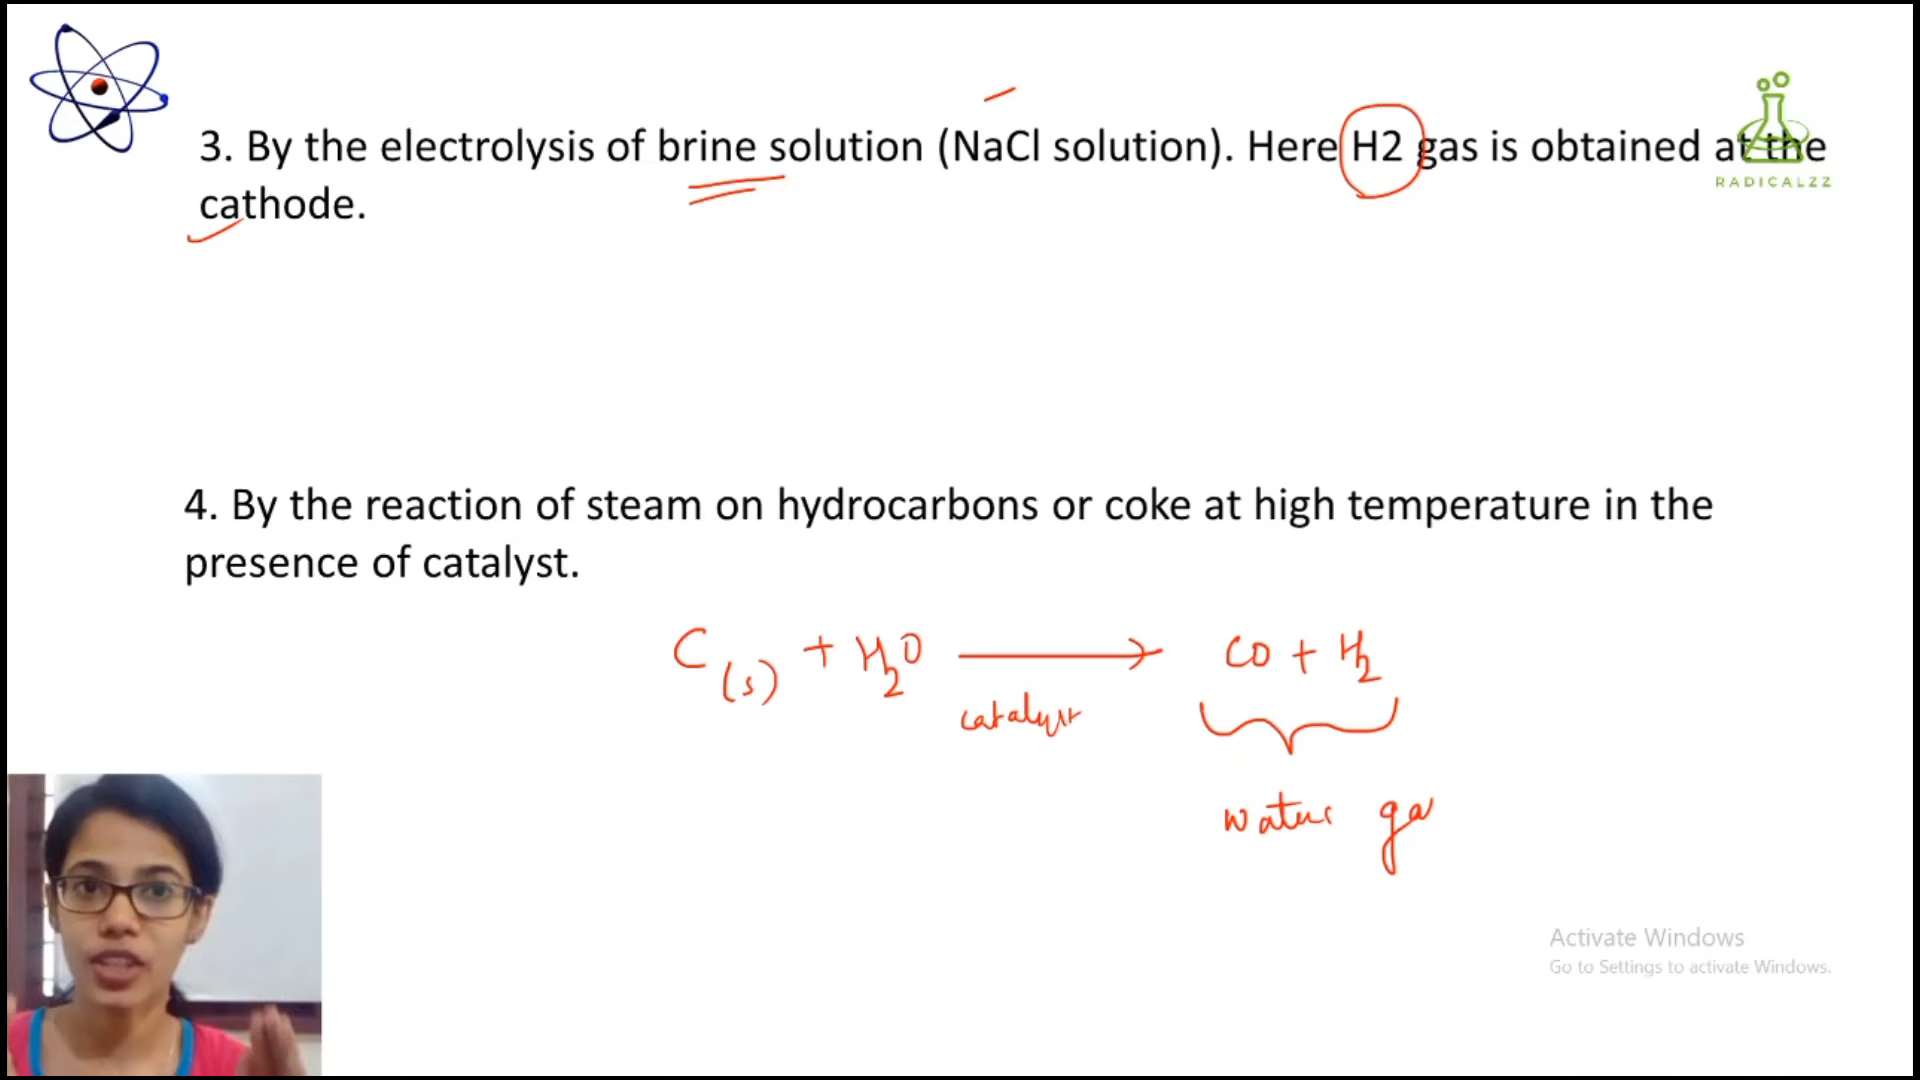 3. By the electrolysis of brine solution (NaCl solution). Here H2 gas is obtained at the
cathode.
RADICALZZ
4. By the reaction of steam on hydrocarbons or coke at high temperature in the
presence of catalyst.
C(s) + H₂O → CO + H₂
catalyst
water ga
Activate Windows
Go to Settings to activate Windows.